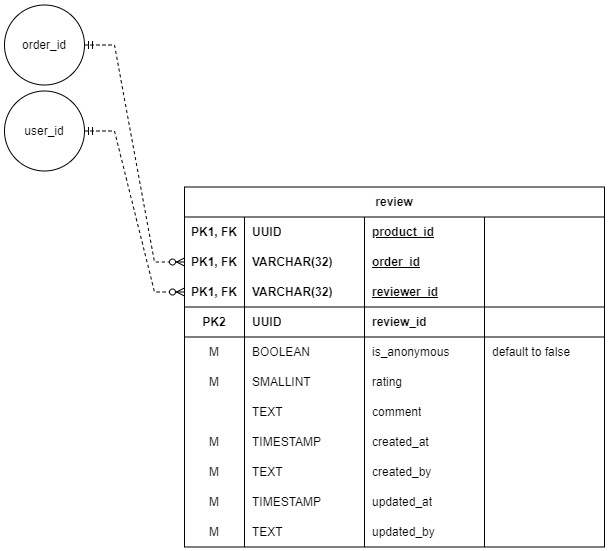 order_id
user_id
review
PK1, FK UUID product_id
PK1, FK VARCHAR(32) order_id
PK1, FK VARCHAR(32) reviewer_id
PK2 UUID review_id
M BOOLEAN is_anonymous default to false
M SMALLINT rating
TEXT comment
M TIMESTAMP created_at
M TEXT created_by
M TIMESTAMP updated_at
M TEXT updated_by